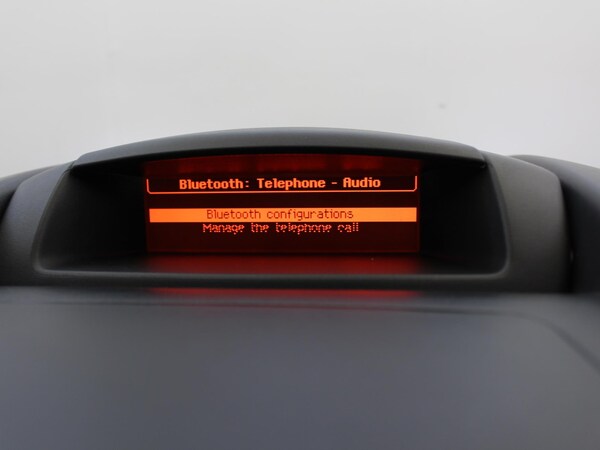 Bluetooth: Telephone - Audio
Bluetooth configurations
Manage the telephone call